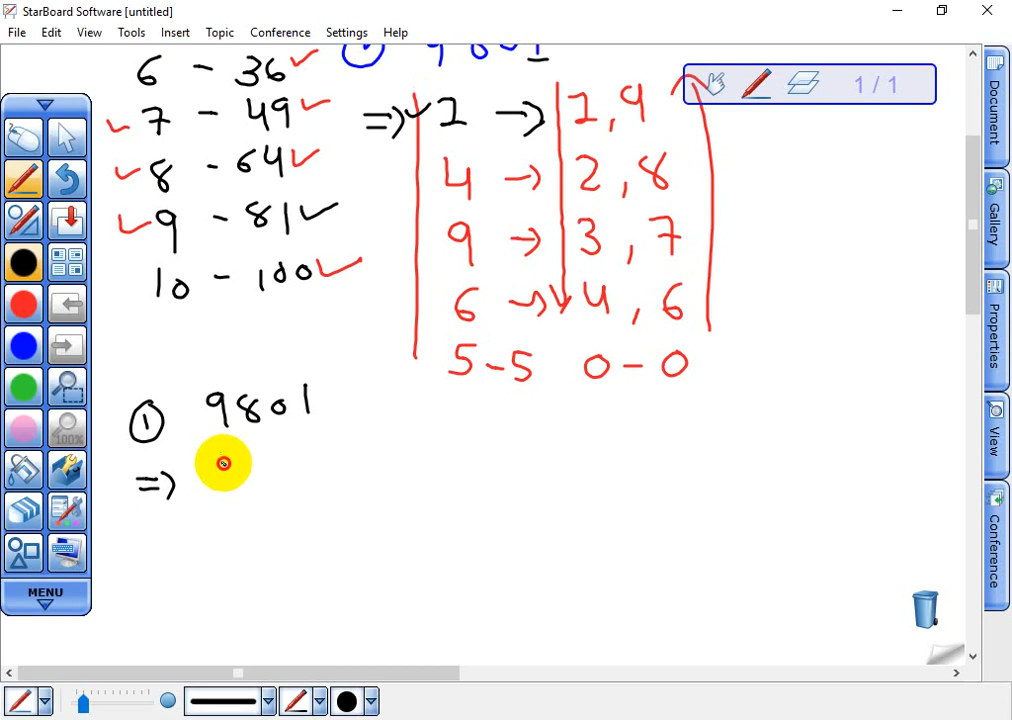 StarBoard Software [untitled]
File Edit View Tools Insert Topic Conference Settings Help
1 / 1
6 - 36
7 - 49
8 - 64
9 - 81
10 - 100
=> 1 → 1, 9
4 → 2, 8
9 → 3, 7
6 → 4, 6
5 - 5 0 - 0
① 9801
=>
100%
MENU
Document
Gallery
Properties
View
Conference